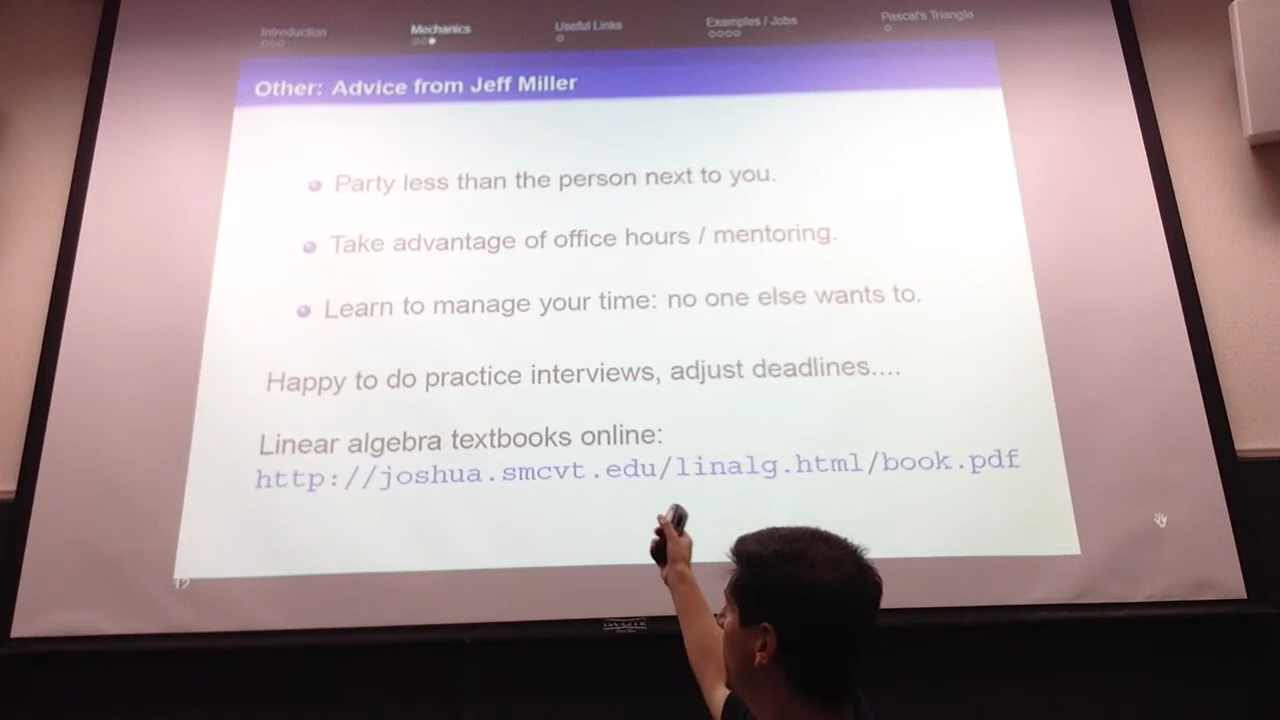 Introduction
Mechanics
Useful Links
Examples / Jobs
Pascal's Triangle
Other: Advice from Jeff Miller
Party less than the person next to you.
Take advantage of office hours / mentoring.
Learn to manage your time: no one else wants to.
Happy to do practice interviews, adjust deadlines....
Linear algebra textbooks online:
http://joshua.smcvt.edu/linalg.html/book.pdf
12